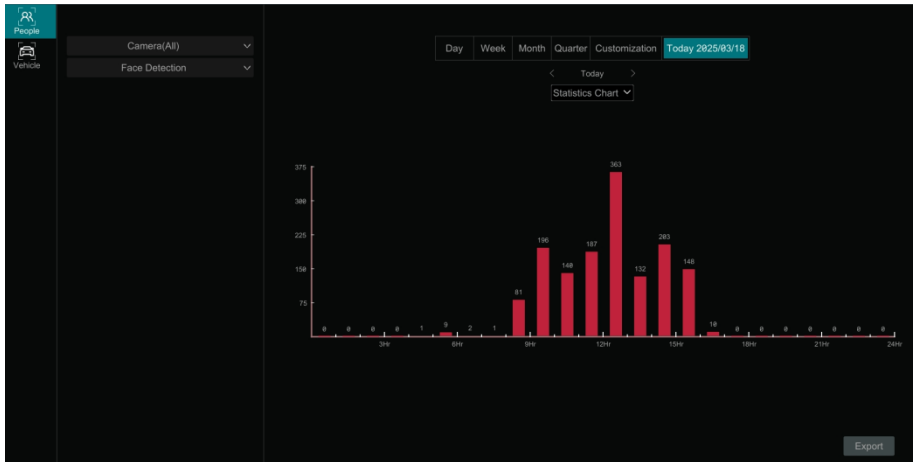 People
Vehicle
Camera(All)
Face Detection
Day Week Month Quarter Customization Today 2025/03/18
< Today >
Statistics Chart
375
300
225
150
75
0 0 0 0 1 9 2 1 81 196 140 187 363 132 203 148 10 0 0 0 0 0 0 0
3Hr 6Hr 9Hr 12Hr 15Hr 18Hr 21Hr 24Hr
Export